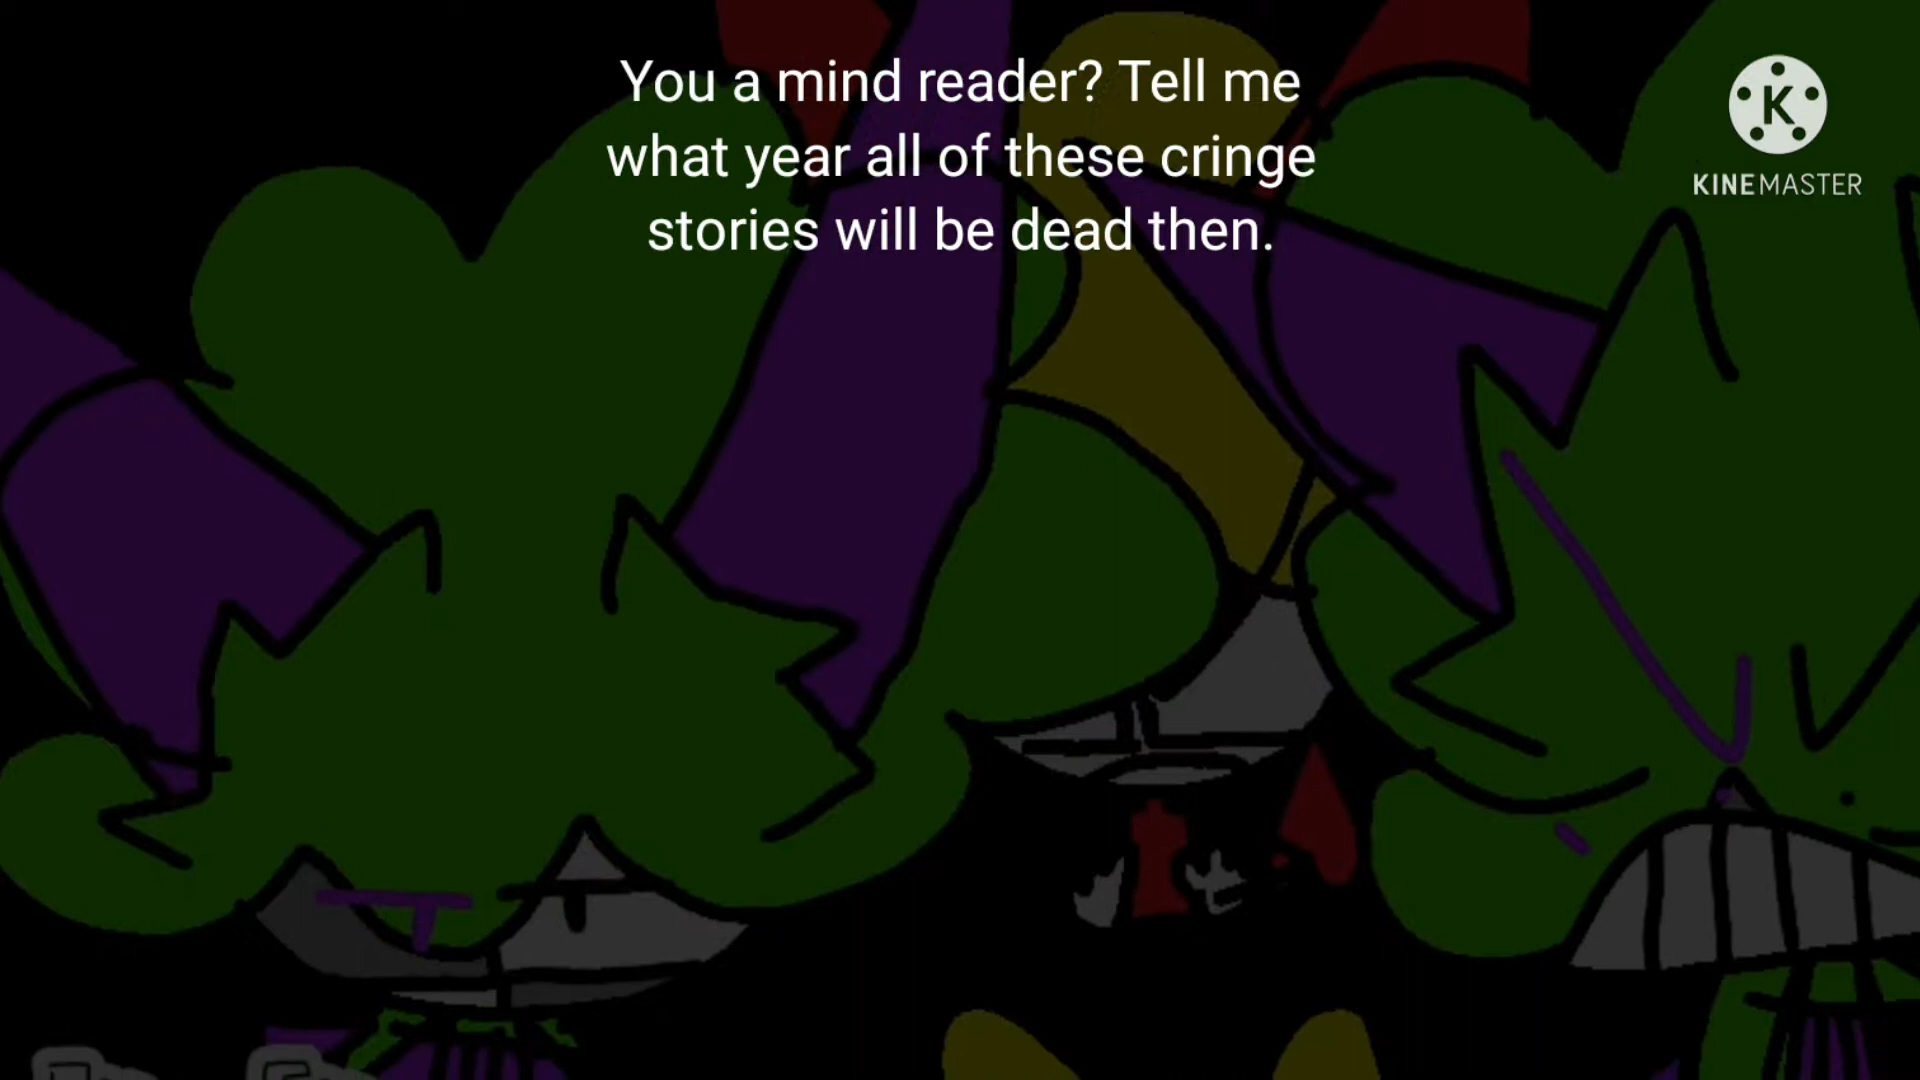 You a mind reader? Tell me
what year all of these cringe
stories will be dead then.
K
KINEMASTER